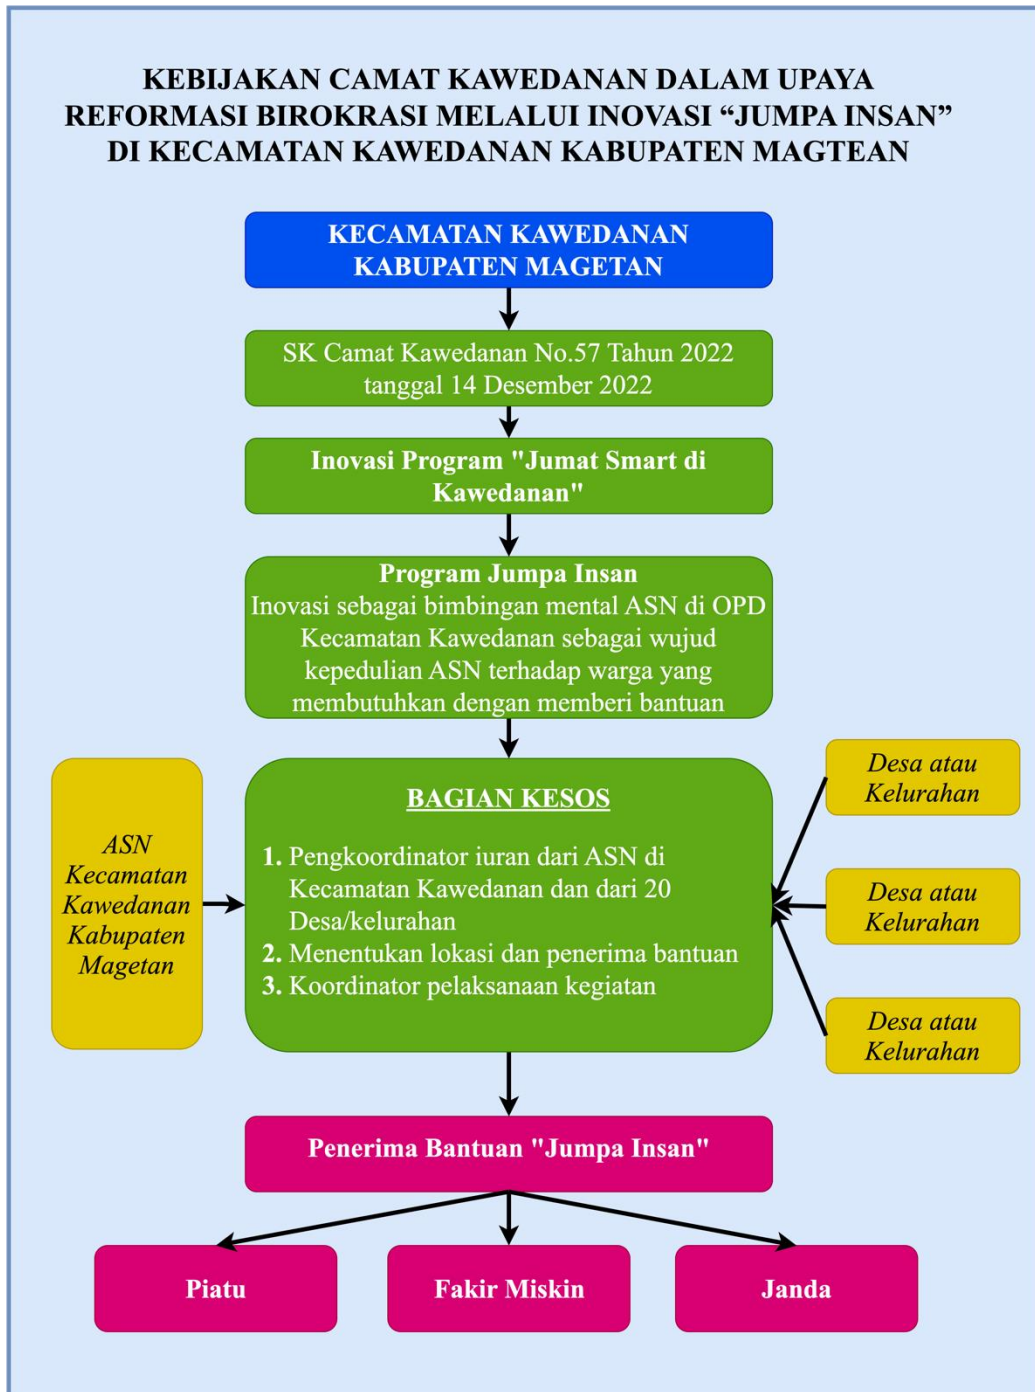 KEBIJAKAN CAMAT KAWEDANAN DALAM UPAYA
REFORMASI BIROKRASI MELALUI INOVASI “JUMPA INSAN”
DI KECAMATAN KAWEDANAN KABUPATEN MAGTEAN
KECAMATAN KAWEDANAN
KABUPATEN MAGETAN
SK Camat Kawedanan No.57 Tahun 2022
tanggal 14 Desember 2022
Inovasi Program "Jumat Smart di
Kawedanan"
Program Jumpa Insan
Inovasi sebagai bimbingan mental ASN di OPD
Kecamatan Kawedanan sebagai wujud
kepedulian ASN terhadap warga yang
membutuhkan dengan memberi bantuan
ASN
Kecamatan
Kawedanan
Kabupaten
Magetan
BAGIAN KESOS
1. Pengkoordinator iuran dari ASN di
Kecamatan Kawedanan dan dari 20
Desa/kelurahan
2. Menentukan lokasi dan penerima bantuan
3. Koordinator pelaksanaan kegiatan
Desa atau
Kelurahan
Desa atau
Kelurahan
Desa atau
Kelurahan
Penerima Bantuan "Jumpa Insan"
Piatu
Fakir Miskin
Janda